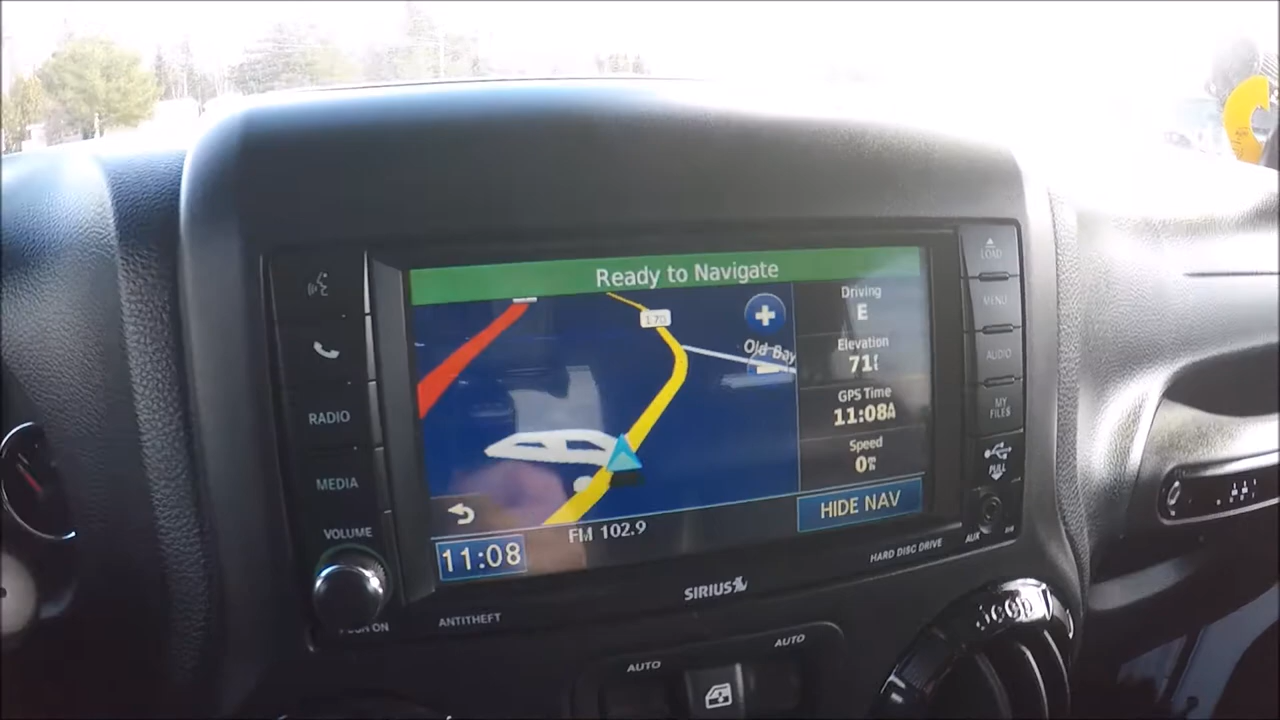 Ready to Navigate
LOAD
MENU
AUDIO
MY FILES
PULL
AUX
RADIO
MEDIA
VOLUME
170
Old Bay
Driving
E
Elevation
71f
GPS Time
11:08A
Speed
0
HIDE NAV
FM 102.9
11:08
HARD DISC DRIVE
SIRIUS
ANTITHEFT
AUTO
AUTO
Jeep